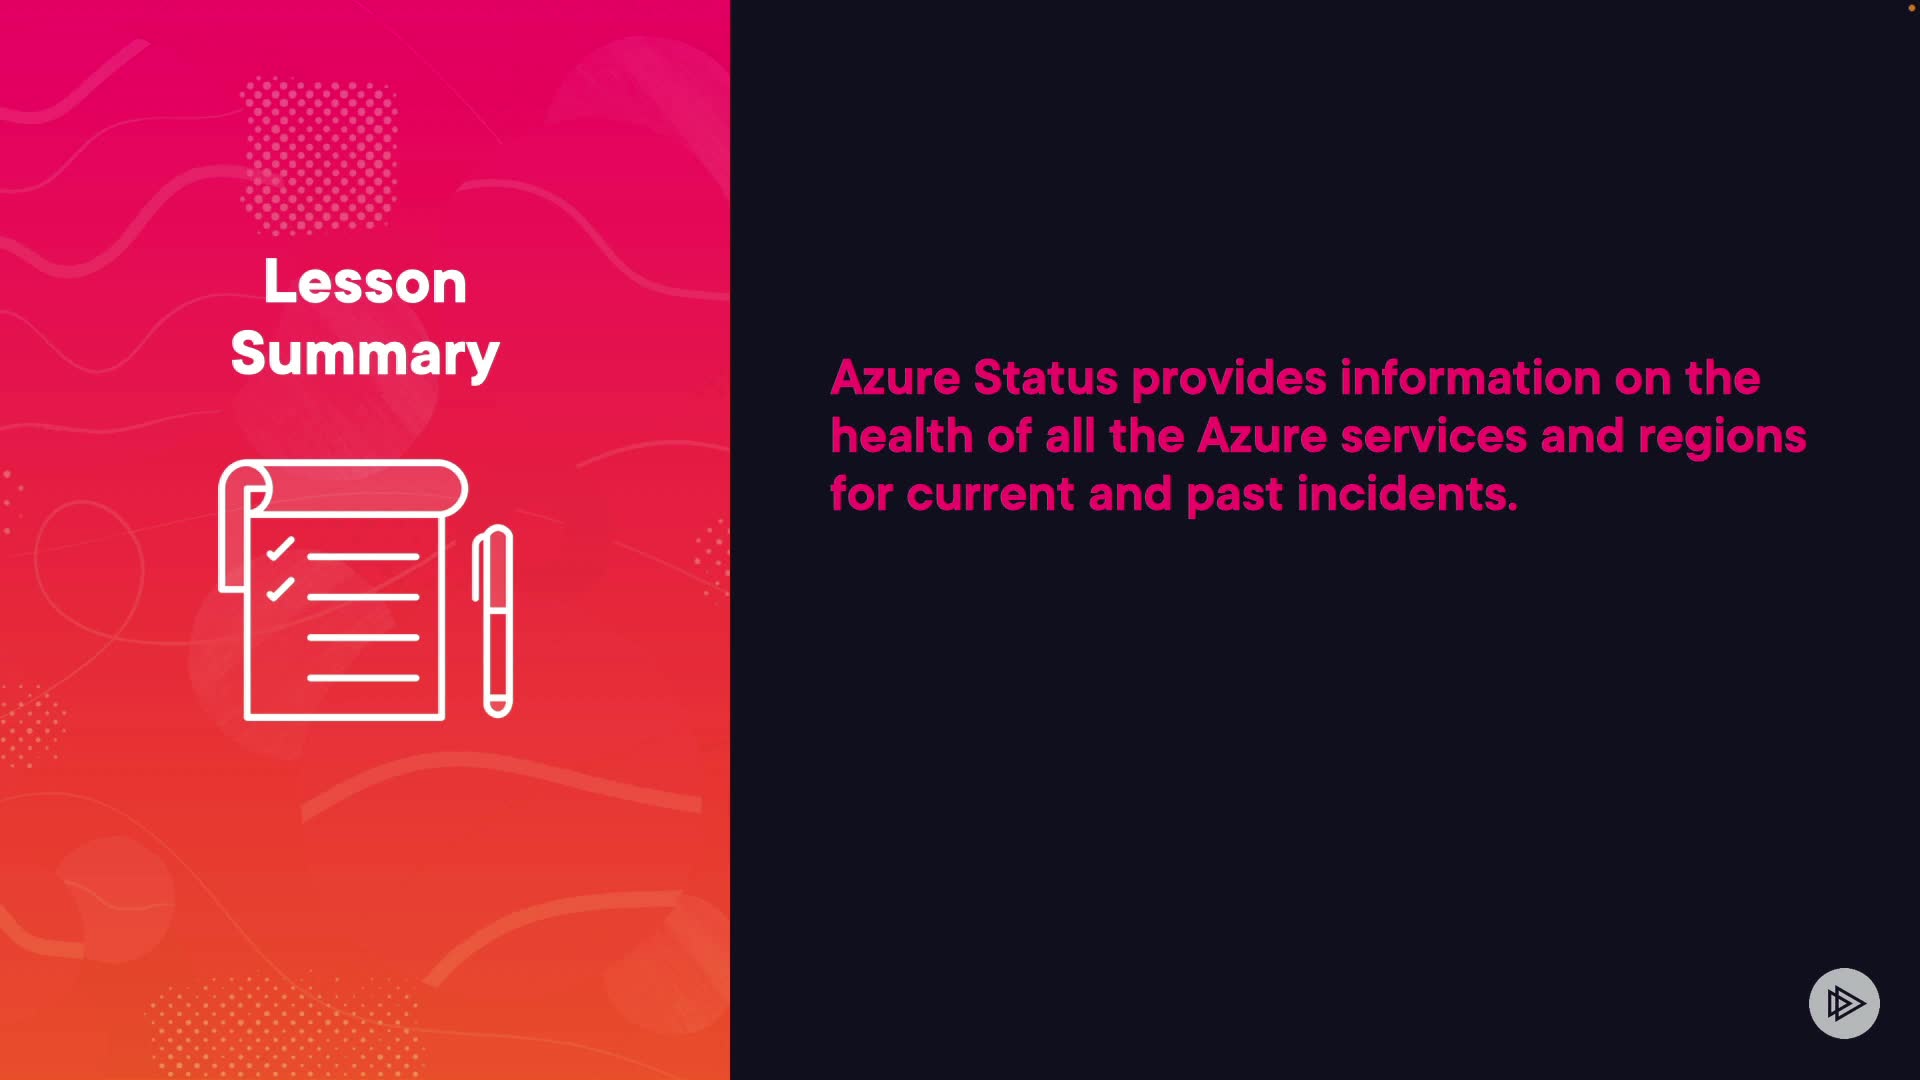 Lesson
Summary
Azure Status provides information on the
health of all the Azure services and regions
for current and past incidents.